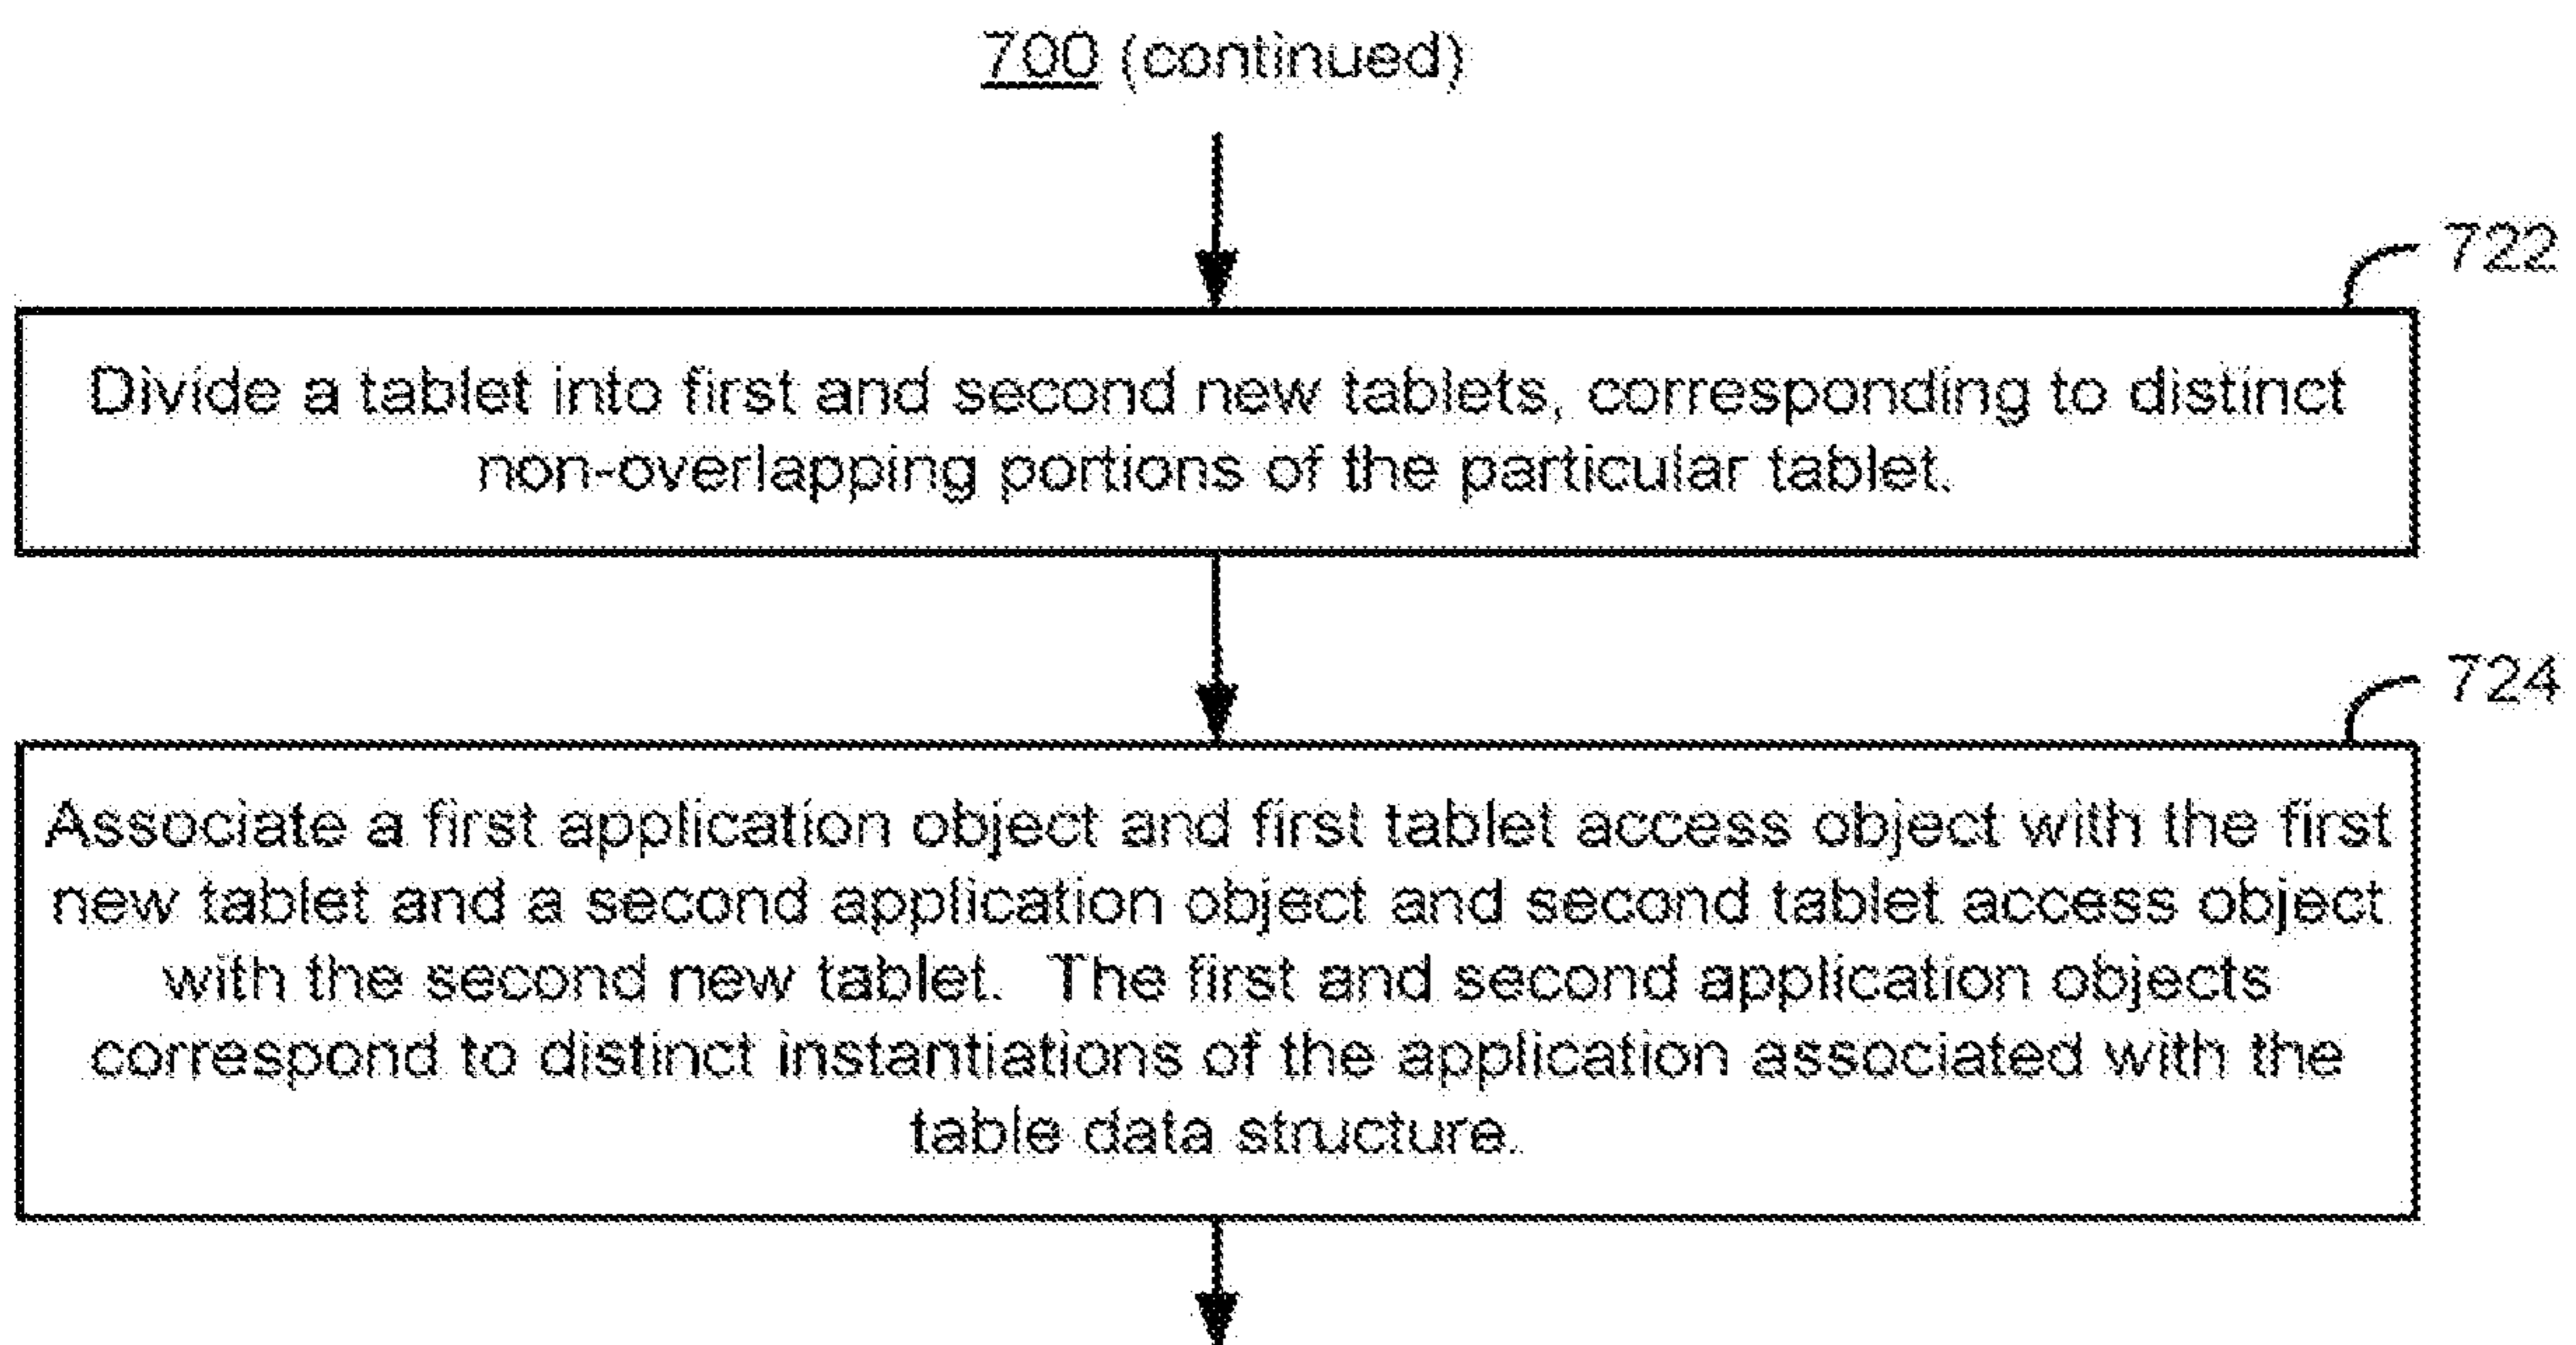 700 (continued)
722
Divide a tablet into first and second new tablets, corresponding to distinct
non-overlapping portions of the particular tablet.
724
Associate a first application object and first tablet access object with the first
new tablet and a second application object and second tablet access object
with the second new tablet. The first and second application objects
correspond to distinct instantiations of the application associated with the
table data structure.